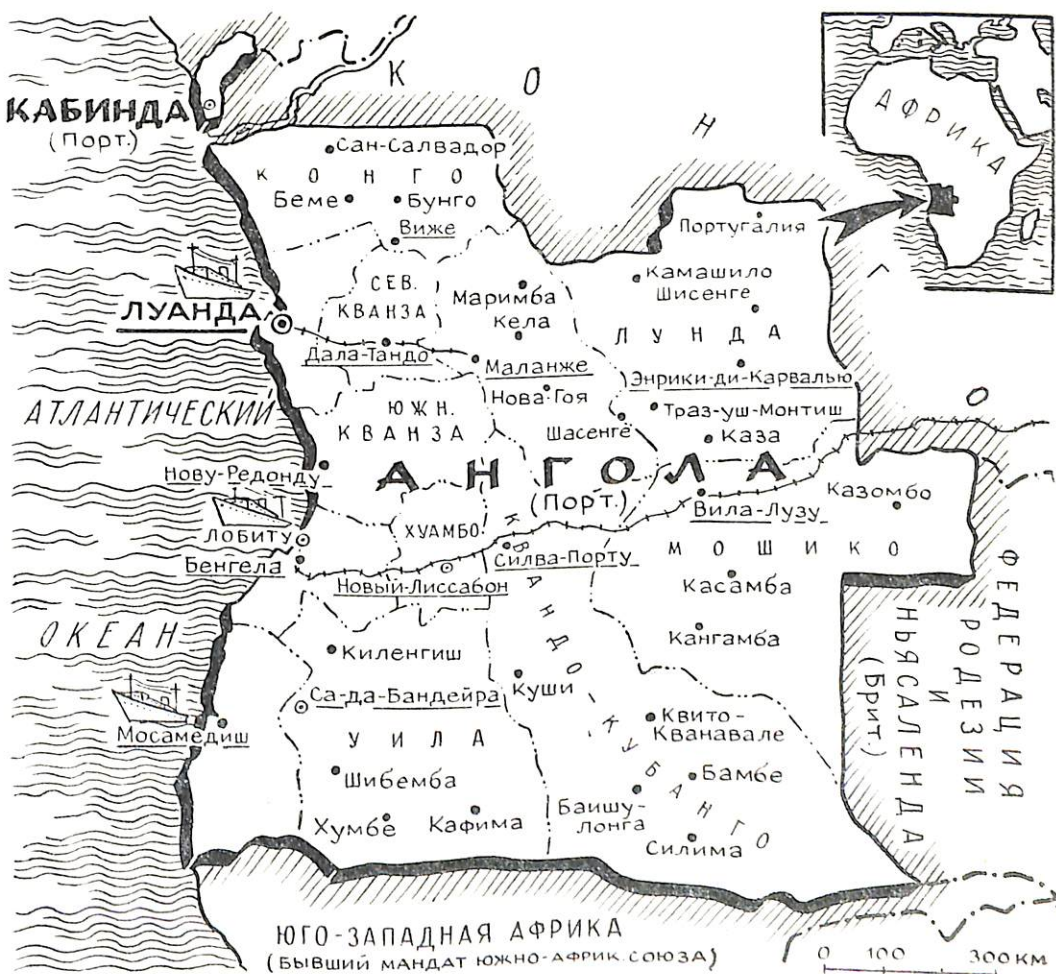 КОНГО
АФРИКА
КАБИНДА
(Порт.)
Сан-Салвадор
КОНГО
Беме
Бунго
Виже
Португалия
СЕВ.
КВАНЗА
Маримба
Кела
Камашило
Шисенге
ЛУАНДА
ЛУНДА
Дала-Тандо
Маланже
Энрики-ди-Карвалью
АТЛАНТИЧЕСКИЙ
ЮЖН.
КВАНЗА
Нова-Гоя
Траз-уш-Монтиш
Шасенге
Каза
Нову-Редонду
АНГОЛА
(Порт.)
Вила-Лузу
Казомбо
ЛОБИТУ
ХУАМБО
Силва-Порту
МОШИКО
Бенгела
Новый-Лиссабон
Касамба
ОКЕАН
Киленгиш
Кангамба
КВАНДО-КУБАНГО
Са-да-Бандейра
Куши
Мосамедиш
УИЛА
Квито-
Кванавале
Шибемба
Бамбе
Баишу-
Лонга
Хумбе
Кафима
Силима
ФЕДЕРАЦИЯ
РОДЕЗИИ
И
НЬЯСАЛЕНДА
(Брит.)
ЮГО-ЗАПАДНАЯ АФРИКА
(БЫВШИЙ МАНДАТ ЮЖНО-АФРИК. СОЮЗА)
0 100 300 КМ